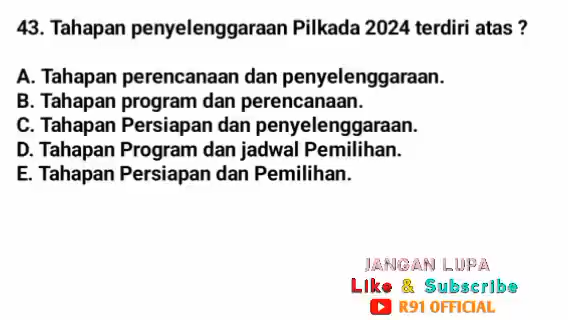 43. Tahapan penyelenggaraan Pilkada 2024 terdiri atas ?
A. Tahapan perencanaan dan penyelenggaraan.
B. Tahapan program dan perencanaan.
C. Tahapan Persiapan dan penyelenggaraan.
D. Tahapan Program dan jadwal Pemilihan.
E. Tahapan Persiapan dan Pemilihan.
JANGAN LUPA
Like & Subscribe
R91 OFFICIAL